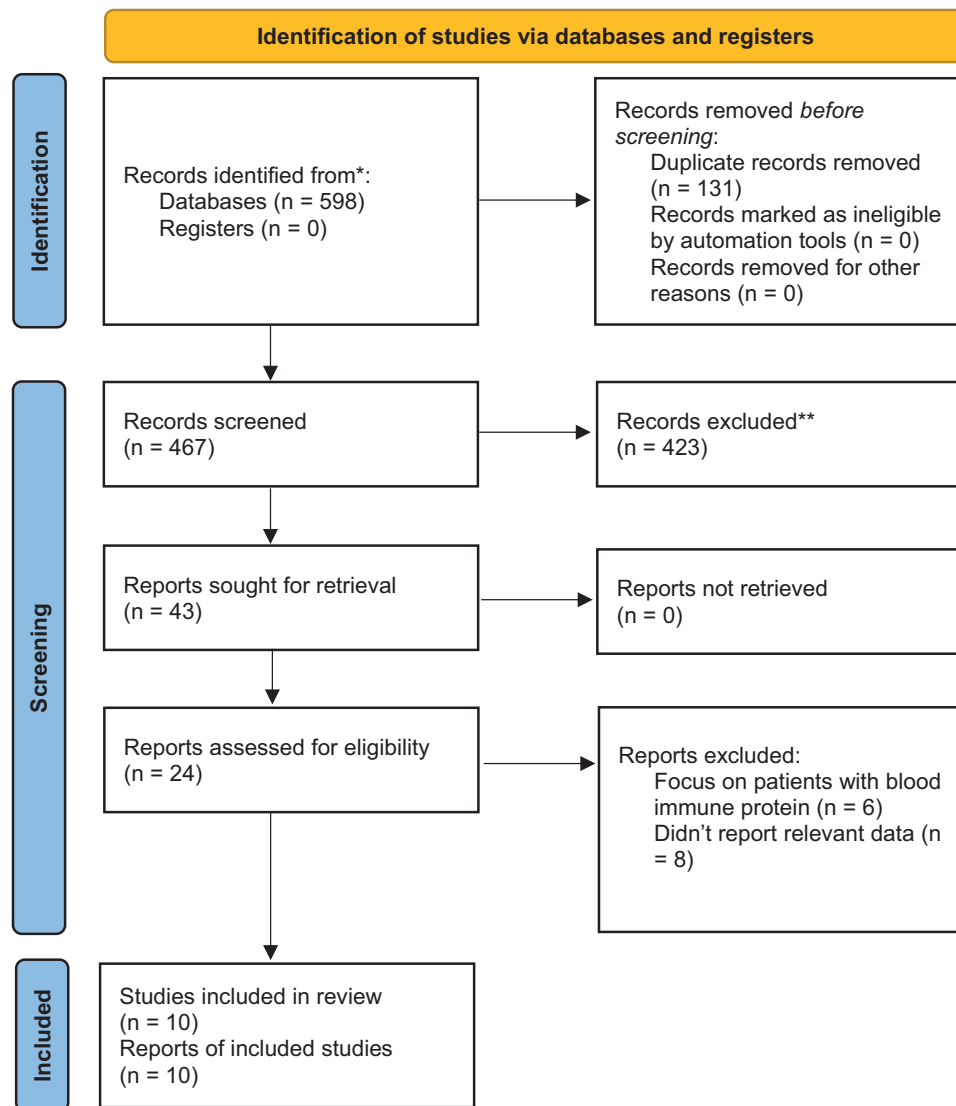 Identification of studies via databases and registers
Identification
Records identified from*:
Databases (n = 598)
Registers (n = 0)
Records removed before
screening:
Duplicate records removed
(n = 131)
Records marked as ineligible
by automation tools (n = 0)
Records removed for other
reasons (n = 0)
Screening
Records screened
(n = 467)
Records excluded**
(n = 423)
Reports sought for retrieval
(n = 43)
Reports not retrieved
(n = 0)
Reports assessed for eligibility
(n = 24)
Reports excluded:
Focus on patients with blood
immune protein (n = 6)
Didn’t report relevant data (n
= 8)
Included
Studies included in review
(n = 10)
Reports of included studies
(n = 10)